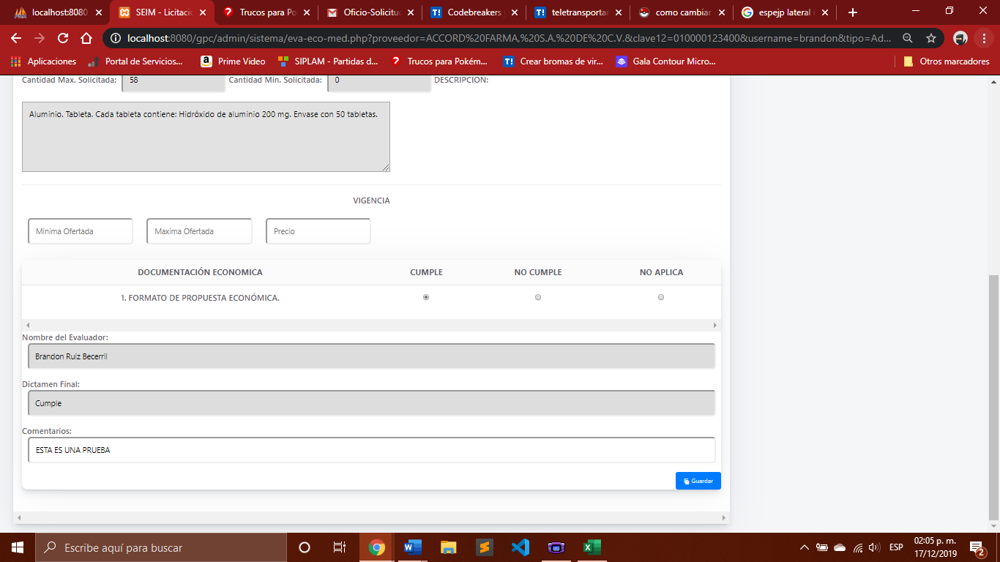 localhost:8080
SEIM - Licitacio
Trucos para Po
Oficio-Solicitud
Codebreakers
teletransportar
como cambiar
espejp lateral i
localhost:8080/gpc/admin/sistema/eva-eco-med.php?proveedor=ACCORD%20FARMA,%20S.A.%20DE%20C.V.&clave12=010000123400&username=brandon&tipo=Ad...
Aplicaciones
Portal de Servicios...
Prime Video
SIPLAM - Partidas d...
Trucos para Pokém...
Crear bromas de vir...
Gala Contour Micro...
Otros marcadores
Cantidad Max. Solicitada: 58 Cantidad Min. Solicitada: 0 DESCRIPCION:
Aluminio. Tableta. Cada tableta contiene: Hidróxido de aluminio 200 mg. Envase con 50 tabletas.
VIGENCIA
Minima Ofertada Maxima Ofertada Precio
DOCUMENTACIÓN ECONOMICA CUMPLE NO CUMPLE NO APLICA
1. FORMATO DE PROPUESTA ECONÓMICA.
Nombre del Evaluador:
Brandon Ruiz Becerril
Dictamen Final:
Cumple
Comentarios:
ESTA ES UNA PRUEBA
Guardar
Escribe aquí para buscar
ESP
02:05 p. m.
17/12/2019
2